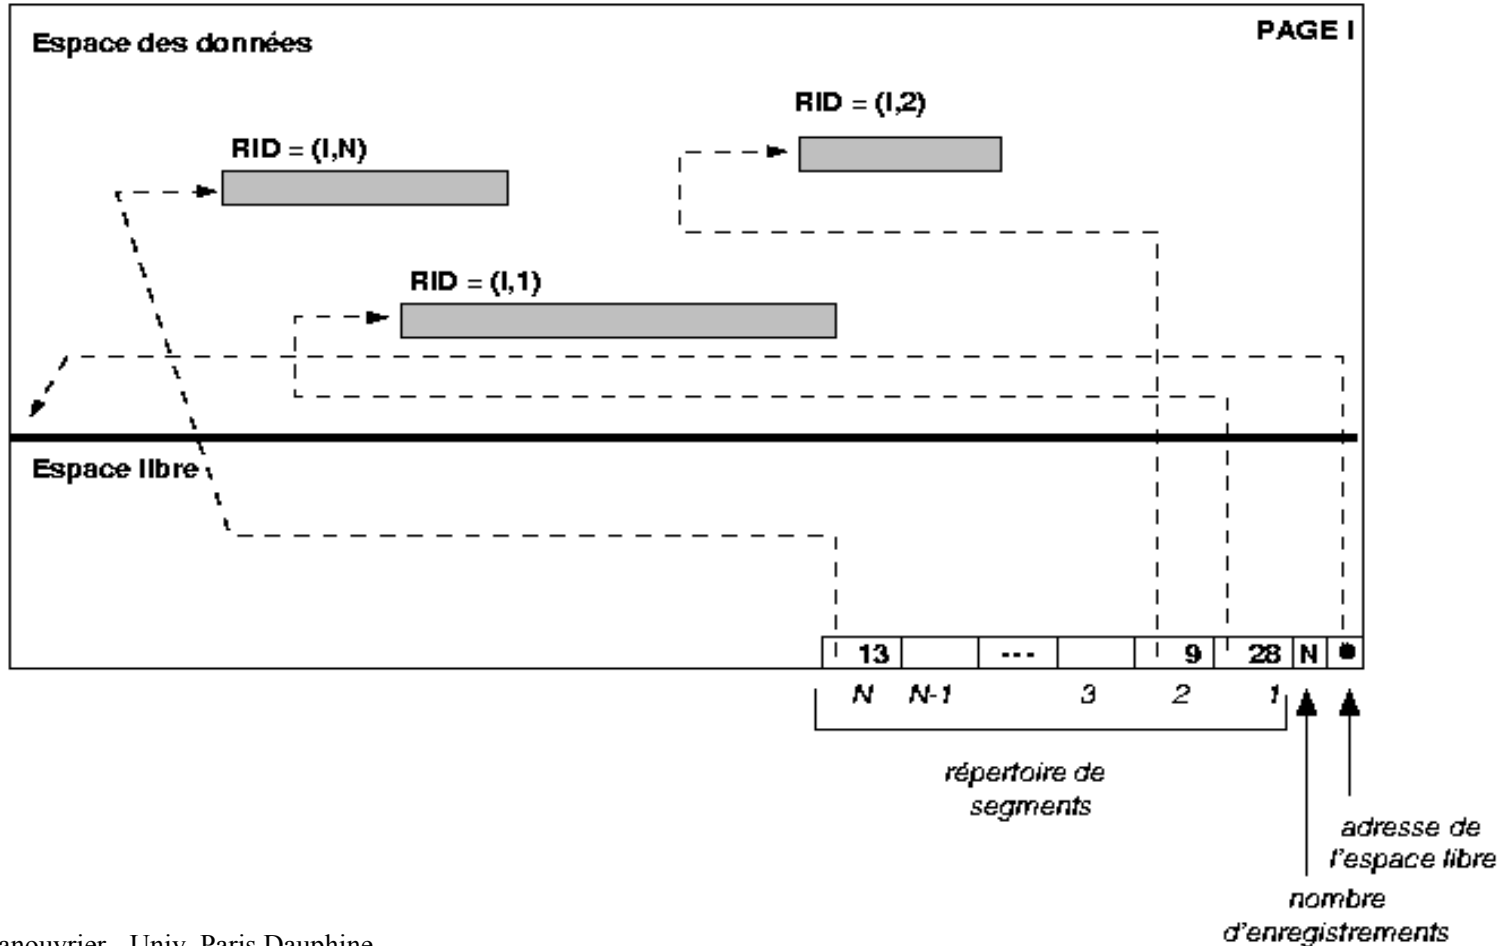 Espace des données
PAGE I
RID = (I,2)
RID = (I,N)
RID = (I,1)
Espace libre
13 --- 9 28 N
N N-1 3 2 1
répertoire de
segments
adresse de
l'espace libre
nombre
d'enregistrements
Univ. Paris Dauphine